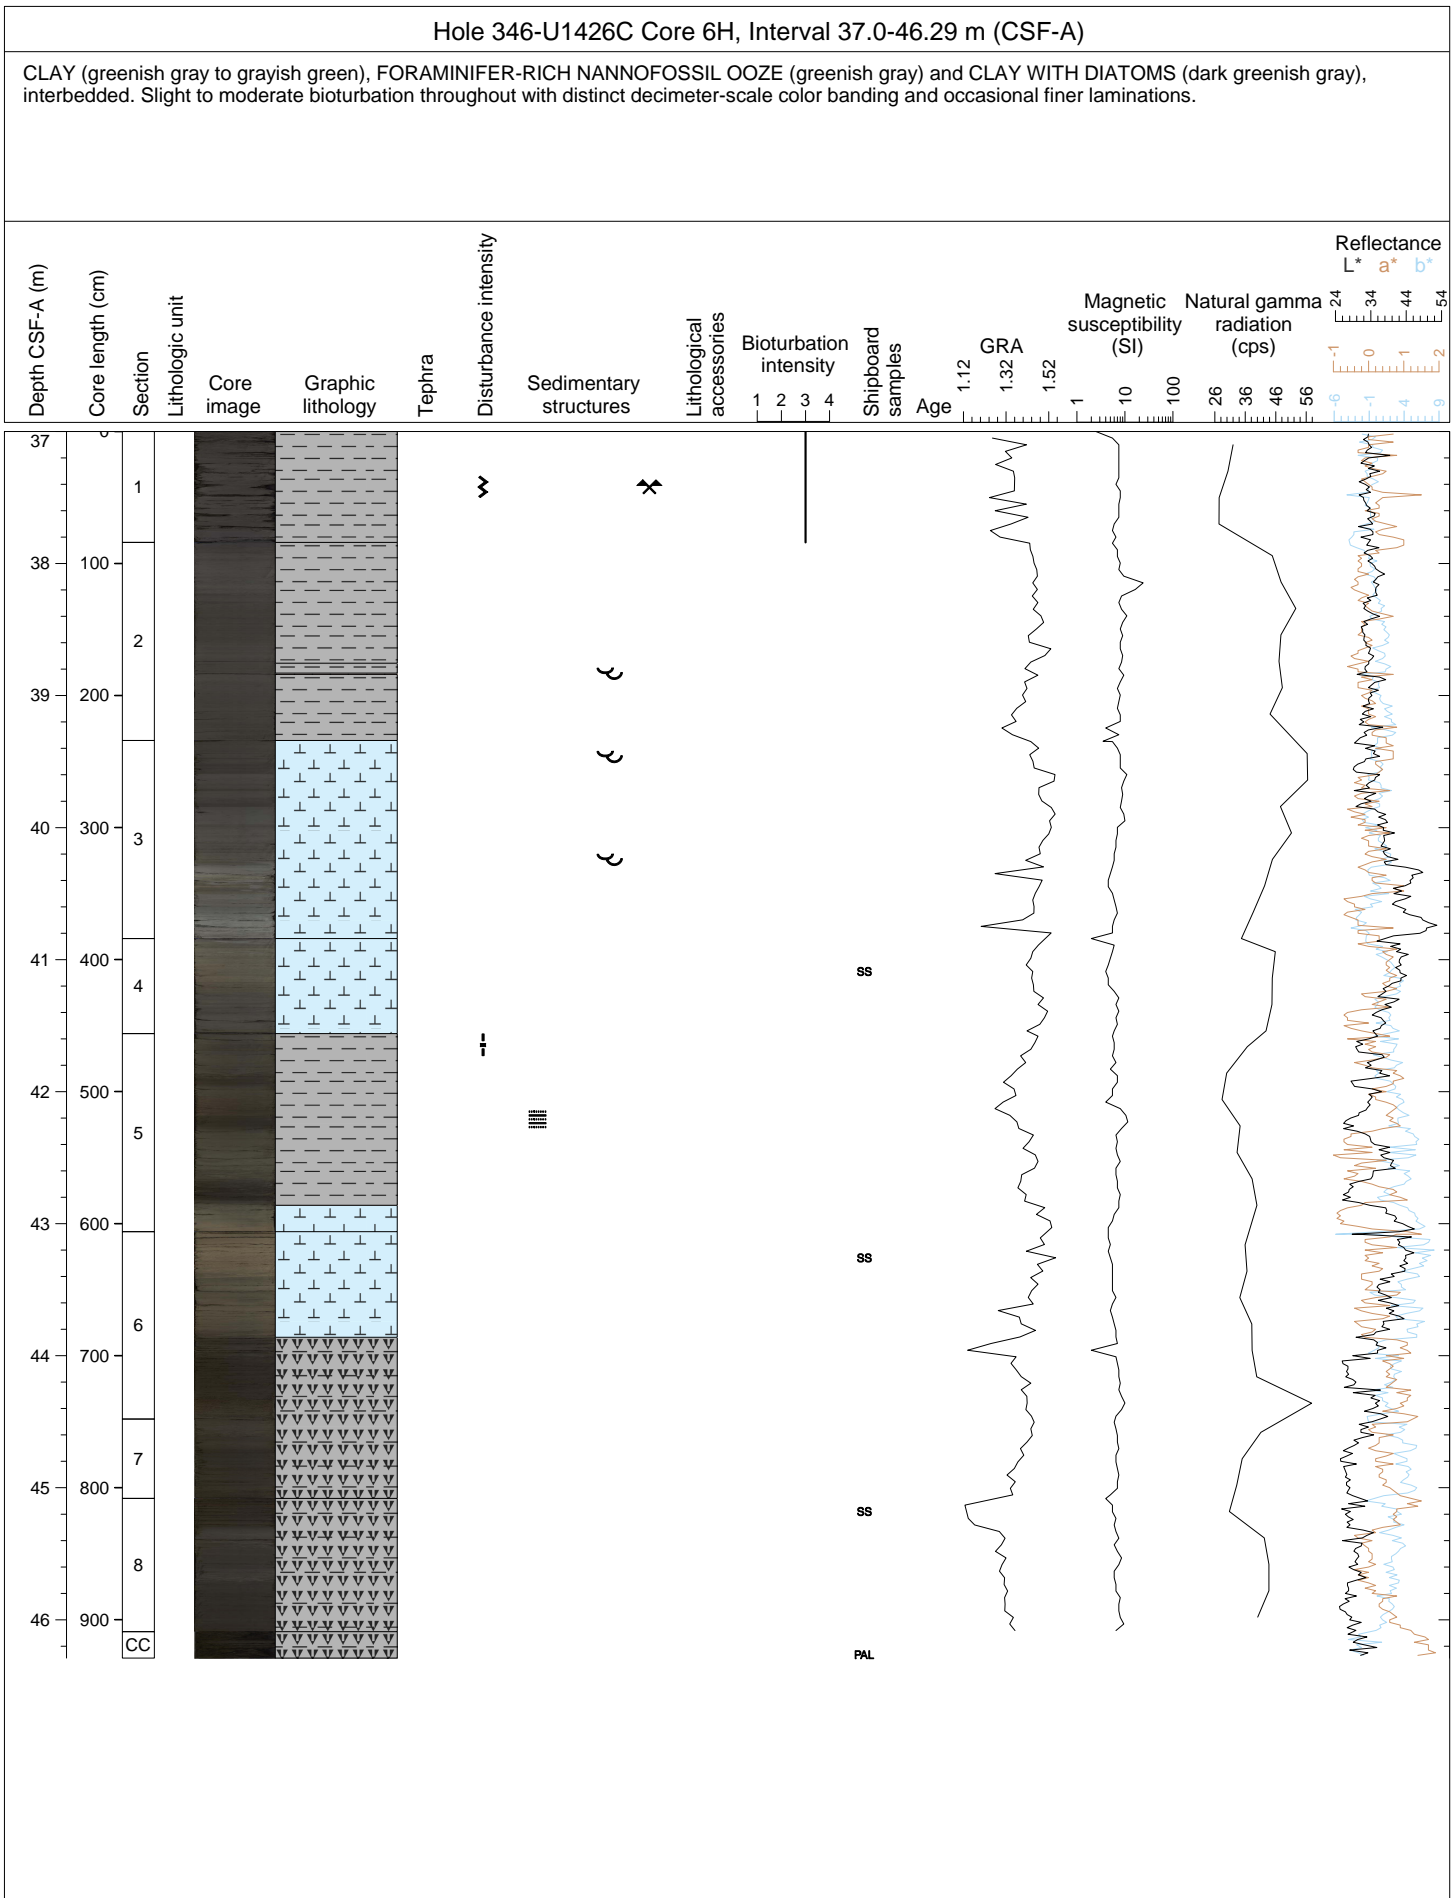 Hole 346-U1426C Core 6H, Interval 37.0-46.29 m (CSF-A)
CLAY (greenish gray to grayish green), FORAMINIFER-RICH NANNOFOSSIL OOZE (greenish gray) and CLAY WITH DIATOMS (dark greenish gray),
interbedded. Slight to moderate bioturbation throughout with distinct decimeter-scale color banding and occasional finer laminations.
Depth CSF-A (m)
Core length (cm)
Section
Lithologic unit
Core
image
Graphic
lithology
Tephra
Disturbance intensity
Sedimentary
structures
Lithological
accessories
Bioturbation
intensity
1 2 3 4
Shipboard
samples
Age
GRA
1.12 1.32 1.52
Magnetic
susceptibility
(SI)
1 10 100
Natural gamma
radiation
(cps)
26 36 46 56
Reflectance
L* a* b*
24 34 44 54
-1 0 1 2
-6 -1 4 9
37 0
1
38 100
2
39 200
40 300
3
41 400
ss
4
42 500
5
43 600
ss
6
44 700
7
45 800
ss
8
46 900
CC
PAL